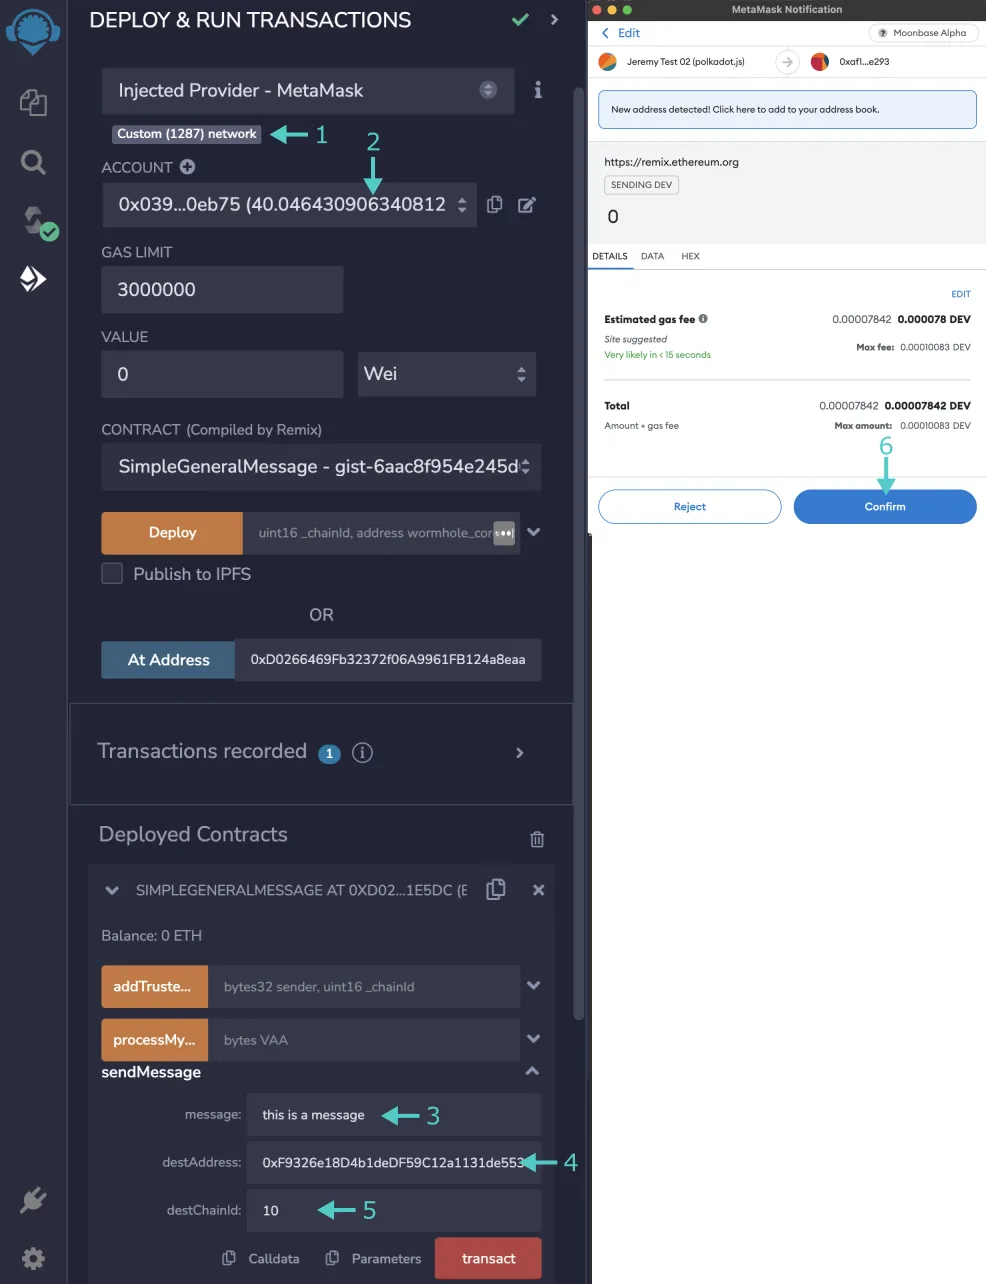 DEPLOY & RUN TRANSACTIONS
Injected Provider - MetaMask
Custom (1287) network
1
2
ACCOUNT
0x039...0eb75 (40.046430906340812
GAS LIMIT
3000000
VALUE
0
Wei
CONTRACT (Compiled by Remix)
SimpleGeneralMessage - gist-6aac8f954e245d
Deploy
uint16 _chainId, address wormhole_cor
Publish to IPFS
OR
At Address
0xD0266469Fb32372f06A9961FB124a8eaa
Transactions recorded 1
Deployed Contracts
SIMPLEGENERALMESSAGE AT 0XD02...1E5DC (E
Balance: 0 ETH
addTruste...
bytes32 sender, uint16 _chainId
processMy...
bytes VAA
sendMessage
message: this is a message
3
destAddress: 0xF9326e18D4b1deDF59C12a1131de553
4
destChainId: 10
5
Calldata
Parameters
transact
MetaMask Notification
Edit
Moonbase Alpha
Jeremy Test 02 (polkadot.js)
0xaf1...e293
New address detected! Click here to add to your address book.
https://remix.ethereum.org
SENDING DEV
0
DETAILS
DATA
HEX
EDIT
Estimated gas fee
0.00007842 0.000078 DEV
Site suggested
Very likely in < 15 seconds
Max fee: 0.00010083 DEV
Total
0.00007842 0.00007842 DEV
Amount + gas fee
Max amount: 0.00010083 DEV
6
Reject
Confirm